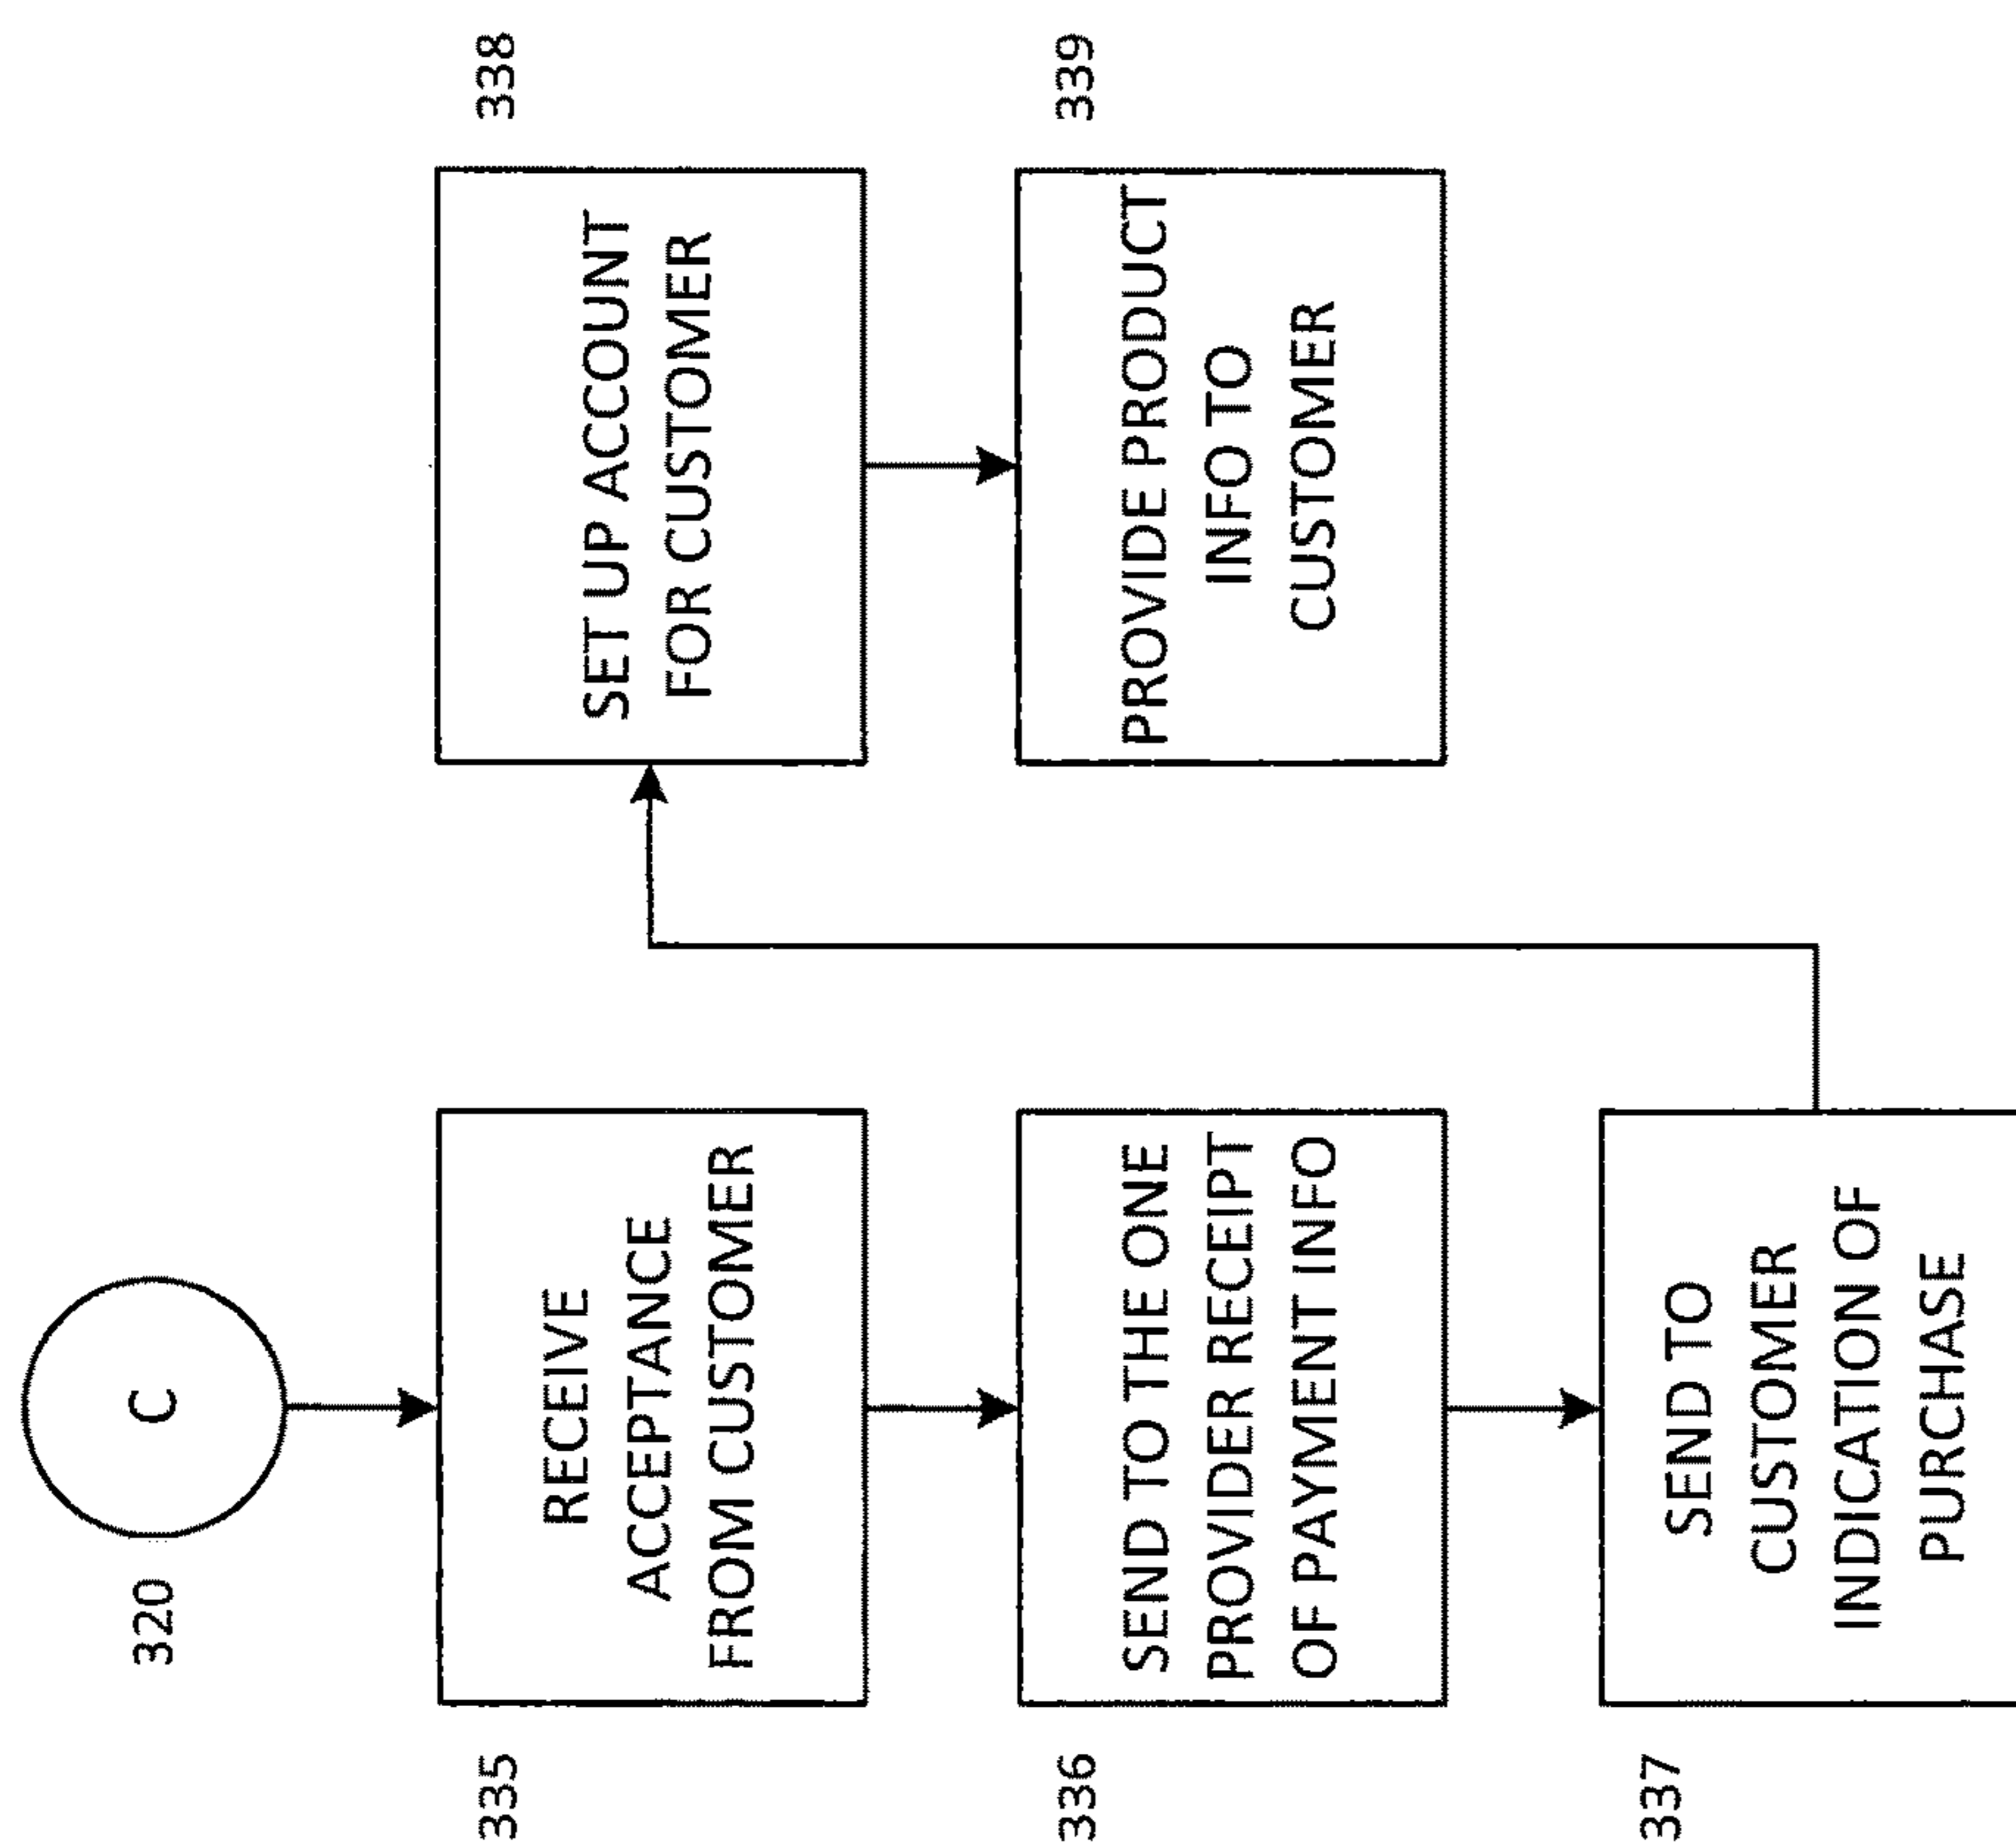 320
C
335
RECEIVE
ACCEPTANCE
FROM CUSTOMER
336
SEND TO THE ONE
PROVIDER RECEIPT
OF PAYMENT INFO
337
SEND TO
CUSTOMER
INDICATION OF
PURCHASE
338
SET UP ACCOUNT
FOR CUSTOMER
339
PROVIDE PRODUCT
INFO TO
CUSTOMER